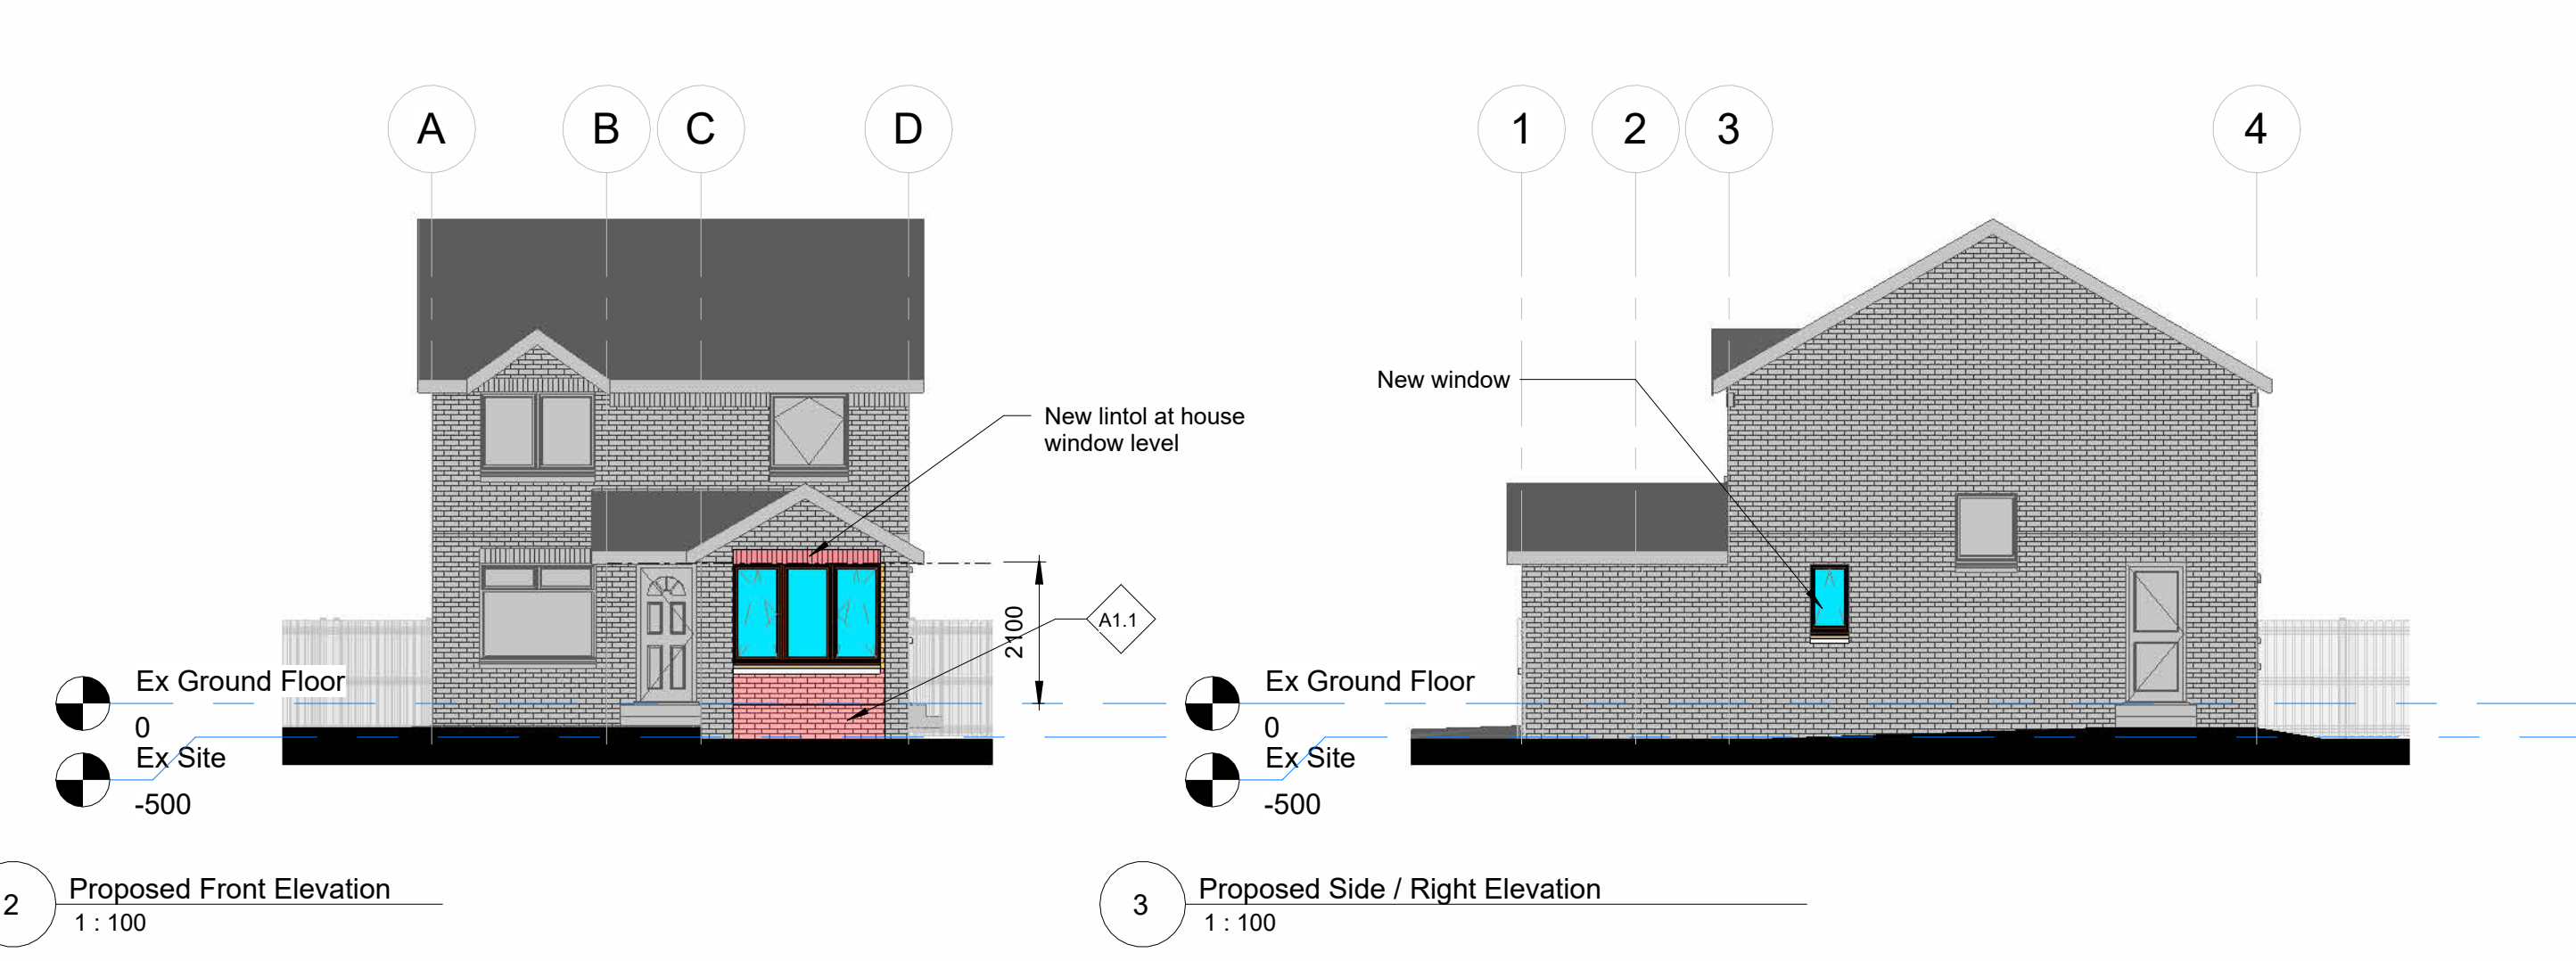 A B C D
1 2 3 4
New lintol at house
window level
New window
2100
A1.1
Ex Ground Floor
0
Ex Site
-500
Ex Ground Floor
0
Ex Site
-500
2
Proposed Front Elevation
1 : 100
3
Proposed Side / Right Elevation
1 : 100